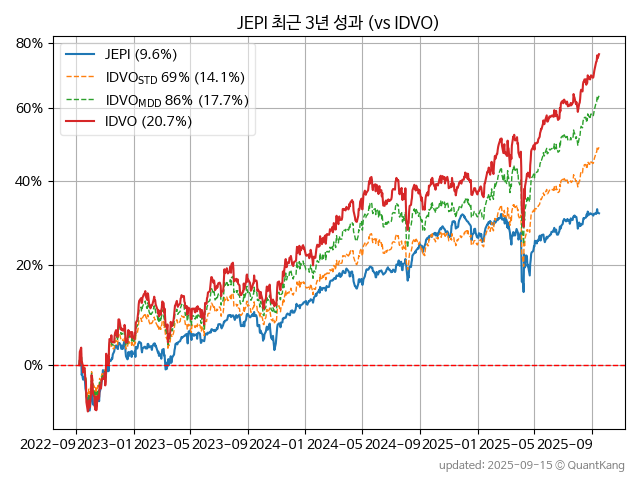 JEPI 최근 3년 성과 (vs IDVO)
80%
60%
40%
20%
0%
JEPI (9.6%)
IDVOSTD 69% (14.1%)
IDVOMDD 86% (17.7%)
IDVO (20.7%)
2022-09 2023-01 2023-05 2023-09 2024-01 2024-05 2024-09 2025-01 2025-05 2025-09
updated: 2025-09-15 © QuantKang